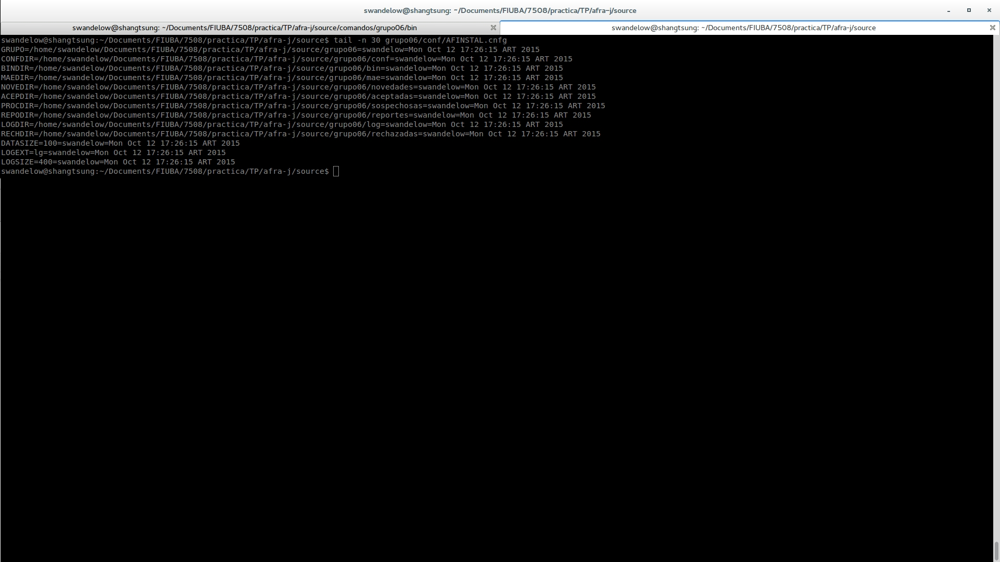 swandelow@shangtsung: ~/Documents/FIUBA/7508/practica/TP/afra-j/source
swandelow@shangtsung: ~/Documents/FIUBA/7508/practica/TP/afra-j/source/comandos/grupo06/bin
swandelow@shangtsung: ~/Documents/FIUBA/7508/practica/TP/afra-j/source
swandelow@shangtsung:~/Documents/FIUBA/7508/practica/TP/afra-j/source$ tail -n 30 grupo06/conf/AFINSTAL.cnfg
GRUPO=/home/swandelow/Documents/FIUBA/7508/practica/TP/afra-j/source/grupo06=swandelow=Mon Oct 12 17:26:15 ART 2015
CONFDIR=/home/swandelow/Documents/FIUBA/7508/practica/TP/afra-j/source/grupo06/conf=swandelow=Mon Oct 12 17:26:15 ART 2015
BINDIR=/home/swandelow/Documents/FIUBA/7508/practica/TP/afra-j/source/grupo06/bin=swandelow=Mon Oct 12 17:26:15 ART 2015
MAEDIR=/home/swandelow/Documents/FIUBA/7508/practica/TP/afra-j/source/grupo06/mae=swandelow=Mon Oct 12 17:26:15 ART 2015
NOVEDIR=/home/swandelow/Documents/FIUBA/7508/practica/TP/afra-j/source/grupo06/novedades=swandelow=Mon Oct 12 17:26:15 ART 2015
ACEPDIR=/home/swandelow/Documents/FIUBA/7508/practica/TP/afra-j/source/grupo06/aceptadas=swandelow=Mon Oct 12 17:26:15 ART 2015
PROCDIR=/home/swandelow/Documents/FIUBA/7508/practica/TP/afra-j/source/grupo06/sospechosas=swandelow=Mon Oct 12 17:26:15 ART 2015
REPODIR=/home/swandelow/Documents/FIUBA/7508/practica/TP/afra-j/source/grupo06/reportes=swandelow=Mon Oct 12 17:26:15 ART 2015
LOGDIR=/home/swandelow/Documents/FIUBA/7508/practica/TP/afra-j/source/grupo06/log=swandelow=Mon Oct 12 17:26:15 ART 2015
RECHDIR=/home/swandelow/Documents/FIUBA/7508/practica/TP/afra-j/source/grupo06/rechazadas=swandelow=Mon Oct 12 17:26:15 ART 2015
DATASIZE=100=swandelow=Mon Oct 12 17:26:15 ART 2015
LOGEXT=lg=swandelow=Mon Oct 12 17:26:15 ART 2015
LOGSIZE=400=swandelow=Mon Oct 12 17:26:15 ART 2015
swandelow@shangtsung:~/Documents/FIUBA/7508/practica/TP/afra-j/source$